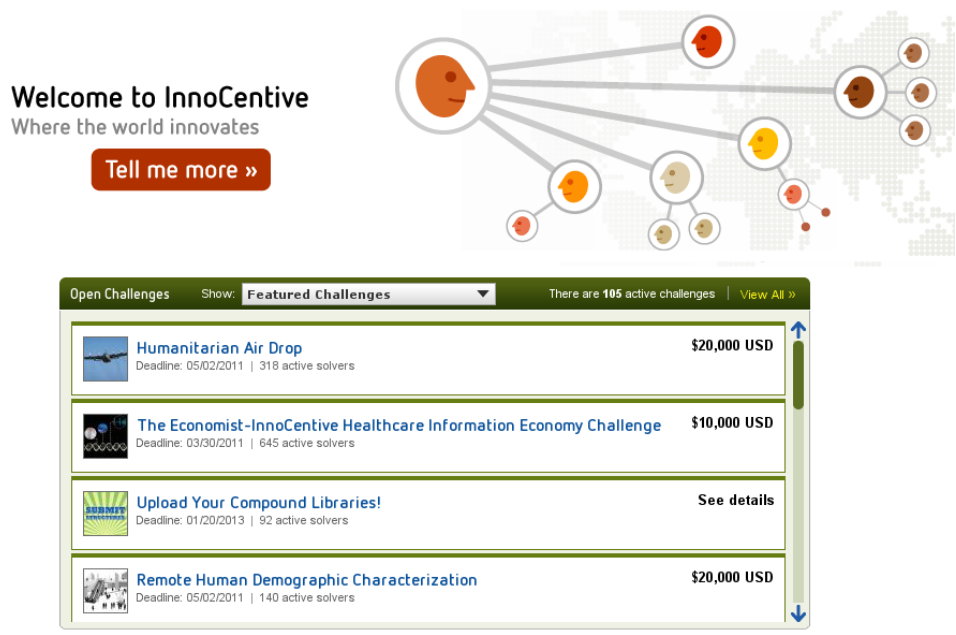 Welcome to InnoCentive
Where the world innovates
Tell me more »
Open Challenges Show: Featured Challenges There are 105 active challenges | View All »
Humanitarian Air Drop $20,000 USD
Deadline: 05/02/2011 | 318 active solvers
The Economist-InnoCentive Healthcare Information Economy Challenge $10,000 USD
Deadline: 03/30/2011 | 645 active solvers
SUBMIT
STRUCTURES
Upload Your Compound Libraries! See details
Deadline: 01/20/2013 | 92 active solvers
Remote Human Demographic Characterization $20,000 USD
Deadline: 05/02/2011 | 140 active solvers